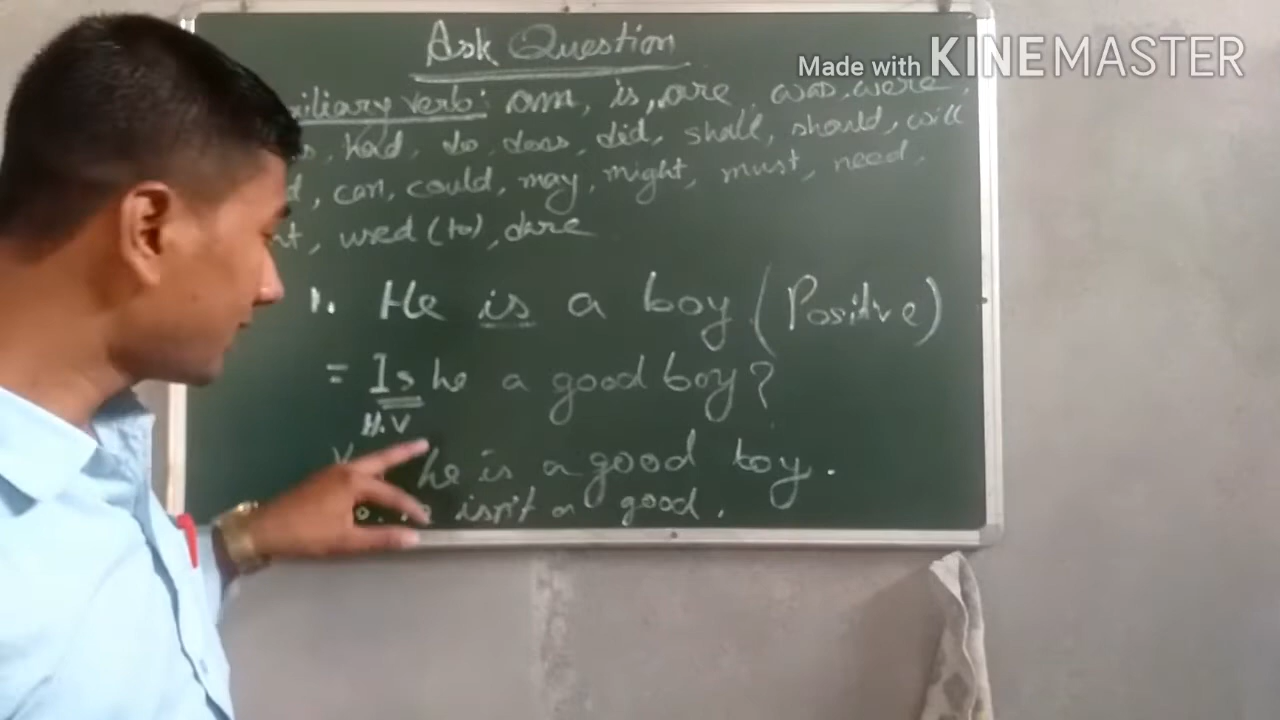 Ask Question
Made with KINEMASTER
iliary verb: am, is, are, was, were,
s, had, do, does, did, shall, should, will
d, can, could, may, might, must, need,
ht, used (to), dare
1. He is a boy (Positive)
= Is he a good boy?
H.V
Y he is a good boy.
o. isn't a good.